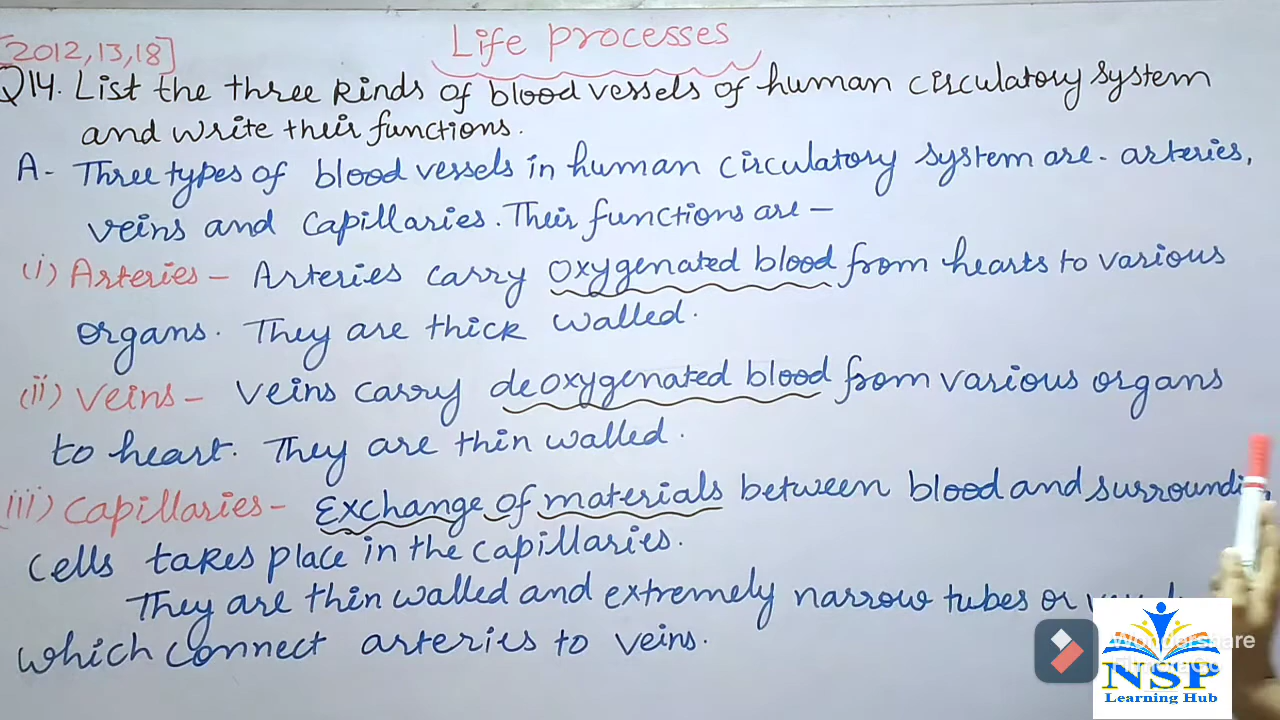 Life processes
[2012,13,18]
Q14. List the three kinds of blood vessels of human circulatory system
and write their functions.
A- Three types of blood vessels in human circulatory system are- arteries,
veins and capillaries. Their functions are –
(i) Arteries – Arteries carry oxygenated blood from hearts to various
organs. They are thick walled.
(ii) Veins – Veins carry deoxygenated blood from various organs
to heart. They are thin walled.
(iii) Capillaries – Exchange of materials between blood and
cells takes place in the capillaries.
They are thin walled and extremely narrow tubes or
which connect arteries to veins.
Wondershare
FilmoraGo
NSP
Learning Hub